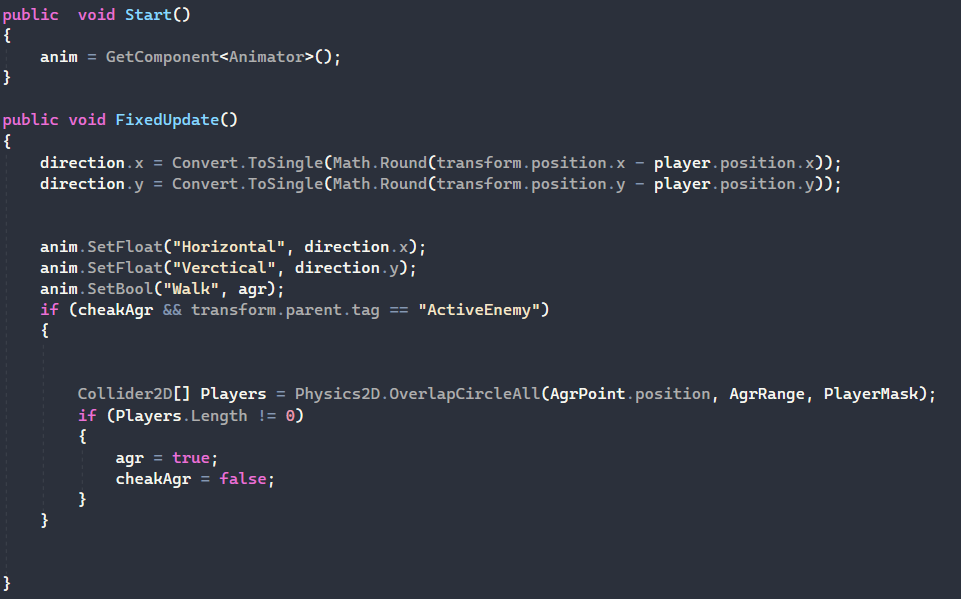 public  void Start()
{
    anim = GetComponent<Animator>();
}
public void FixedUpdate()
{
    direction.x = Convert.ToSingle(Math.Round(transform.position.x - player.position.x));
    direction.y = Convert.ToSingle(Math.Round(transform.position.y - player.position.y));
    anim.SetFloat("Horizontal", direction.x);
    anim.SetFloat("Verctical", direction.y);
    anim.SetBool("Walk", agr);
    if (cheakAgr && transform.parent.tag == "ActiveEnemy")
    {
        Collider2D[] Players = Physics2D.OverlapCircleAll(AgrPoint.position, AgrRange, PlayerMask);
        if (Players.Length != 0)
        {
            agr = true;
            cheakAgr = false;
        }
    }
}